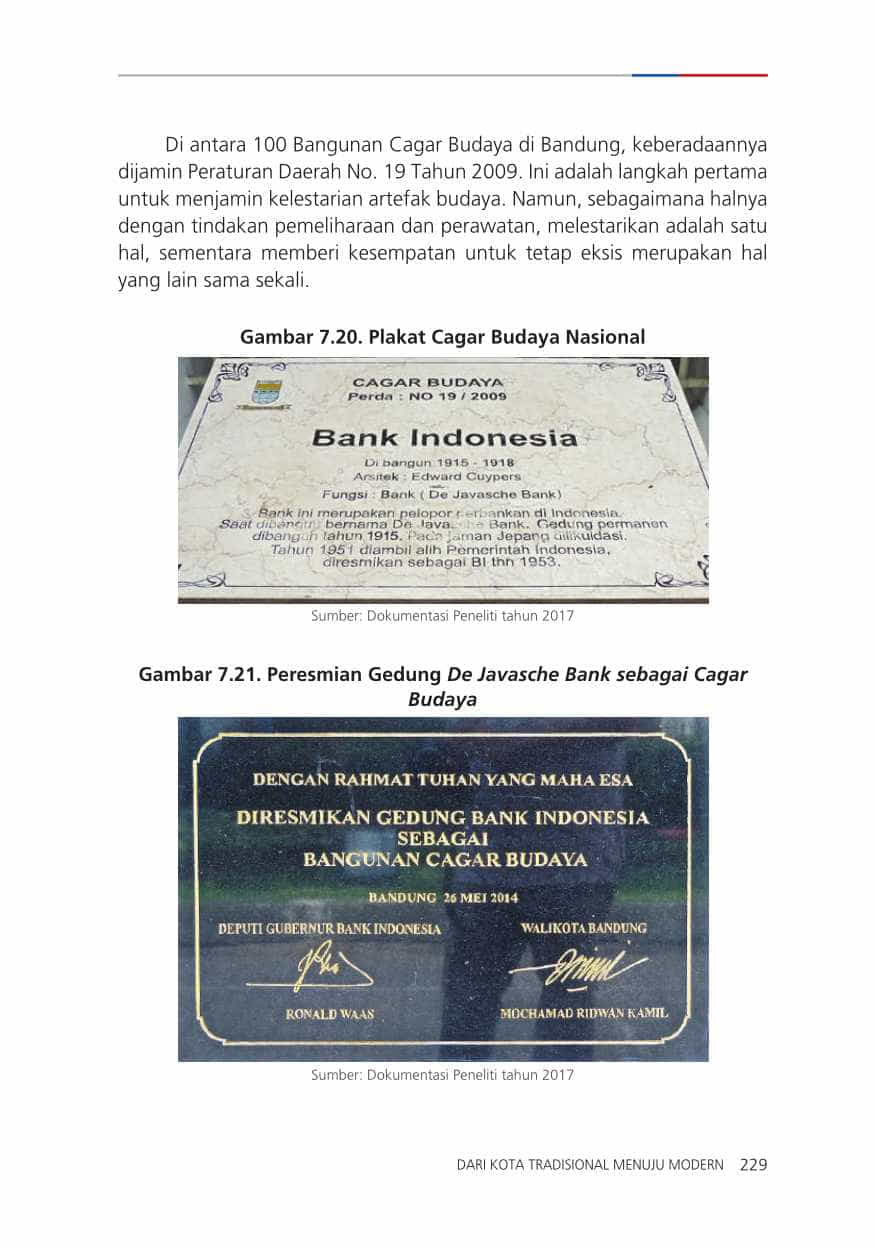 Di antara 100 Bangunan Cagar Budaya di Bandung, keberadaannya
dijamin Peraturan Daerah No. 19 Tahun 2009. Ini adalah langkah pertama
untuk menjamin kelestarian artefak budaya. Namun, sebagaimana halnya
dengan tindakan pemeliharaan dan perawatan, melestarikan adalah satu
hal, sementara memberi kesempatan untuk tetap eksis merupakan hal
yang lain sama sekali.
Gambar 7.20. Plakat Cagar Budaya Nasional
CAGAR BUDAYA
Perda : NO 19 / 2009
Bank Indonesia
Di bangun 1915 - 1918
Arsitek : Edward Cuypers
Fungsi : Bank ( De Javasche Bank)
Bank ini merupakan pelopor perbankan di Indonesia.
Saat dibangun bernama De Javasche Bank. Gedung permanen
dibangun tahun 1915. Pada jaman Jepang dilikuidasi.
Tahun 1951 diambil alih Pemerintah Indonesia,
diresmikan sebagai BI thn 1953.
Sumber: Dokumentasi Peneliti tahun 2017
Gambar 7.21. Peresmian Gedung De Javasche Bank sebagai Cagar
Budaya
DENGAN RAHMAT TUHAN YANG MAHA ESA
DIRESMIKAN GEDUNG BANK INDONESIA
SEBAGAI
BANGUNAN CAGAR BUDAYA
BANDUNG 26 MEI 2014
DEPUTI GUBERNUR BANK INDONESIA
WALIKOTA BANDUNG
RONALD WAAS
MOCHAMAD RIDWAN KAMIL
Sumber: Dokumentasi Peneliti tahun 2017
DARI KOTA TRADISIONAL MENUJU MODERN 229